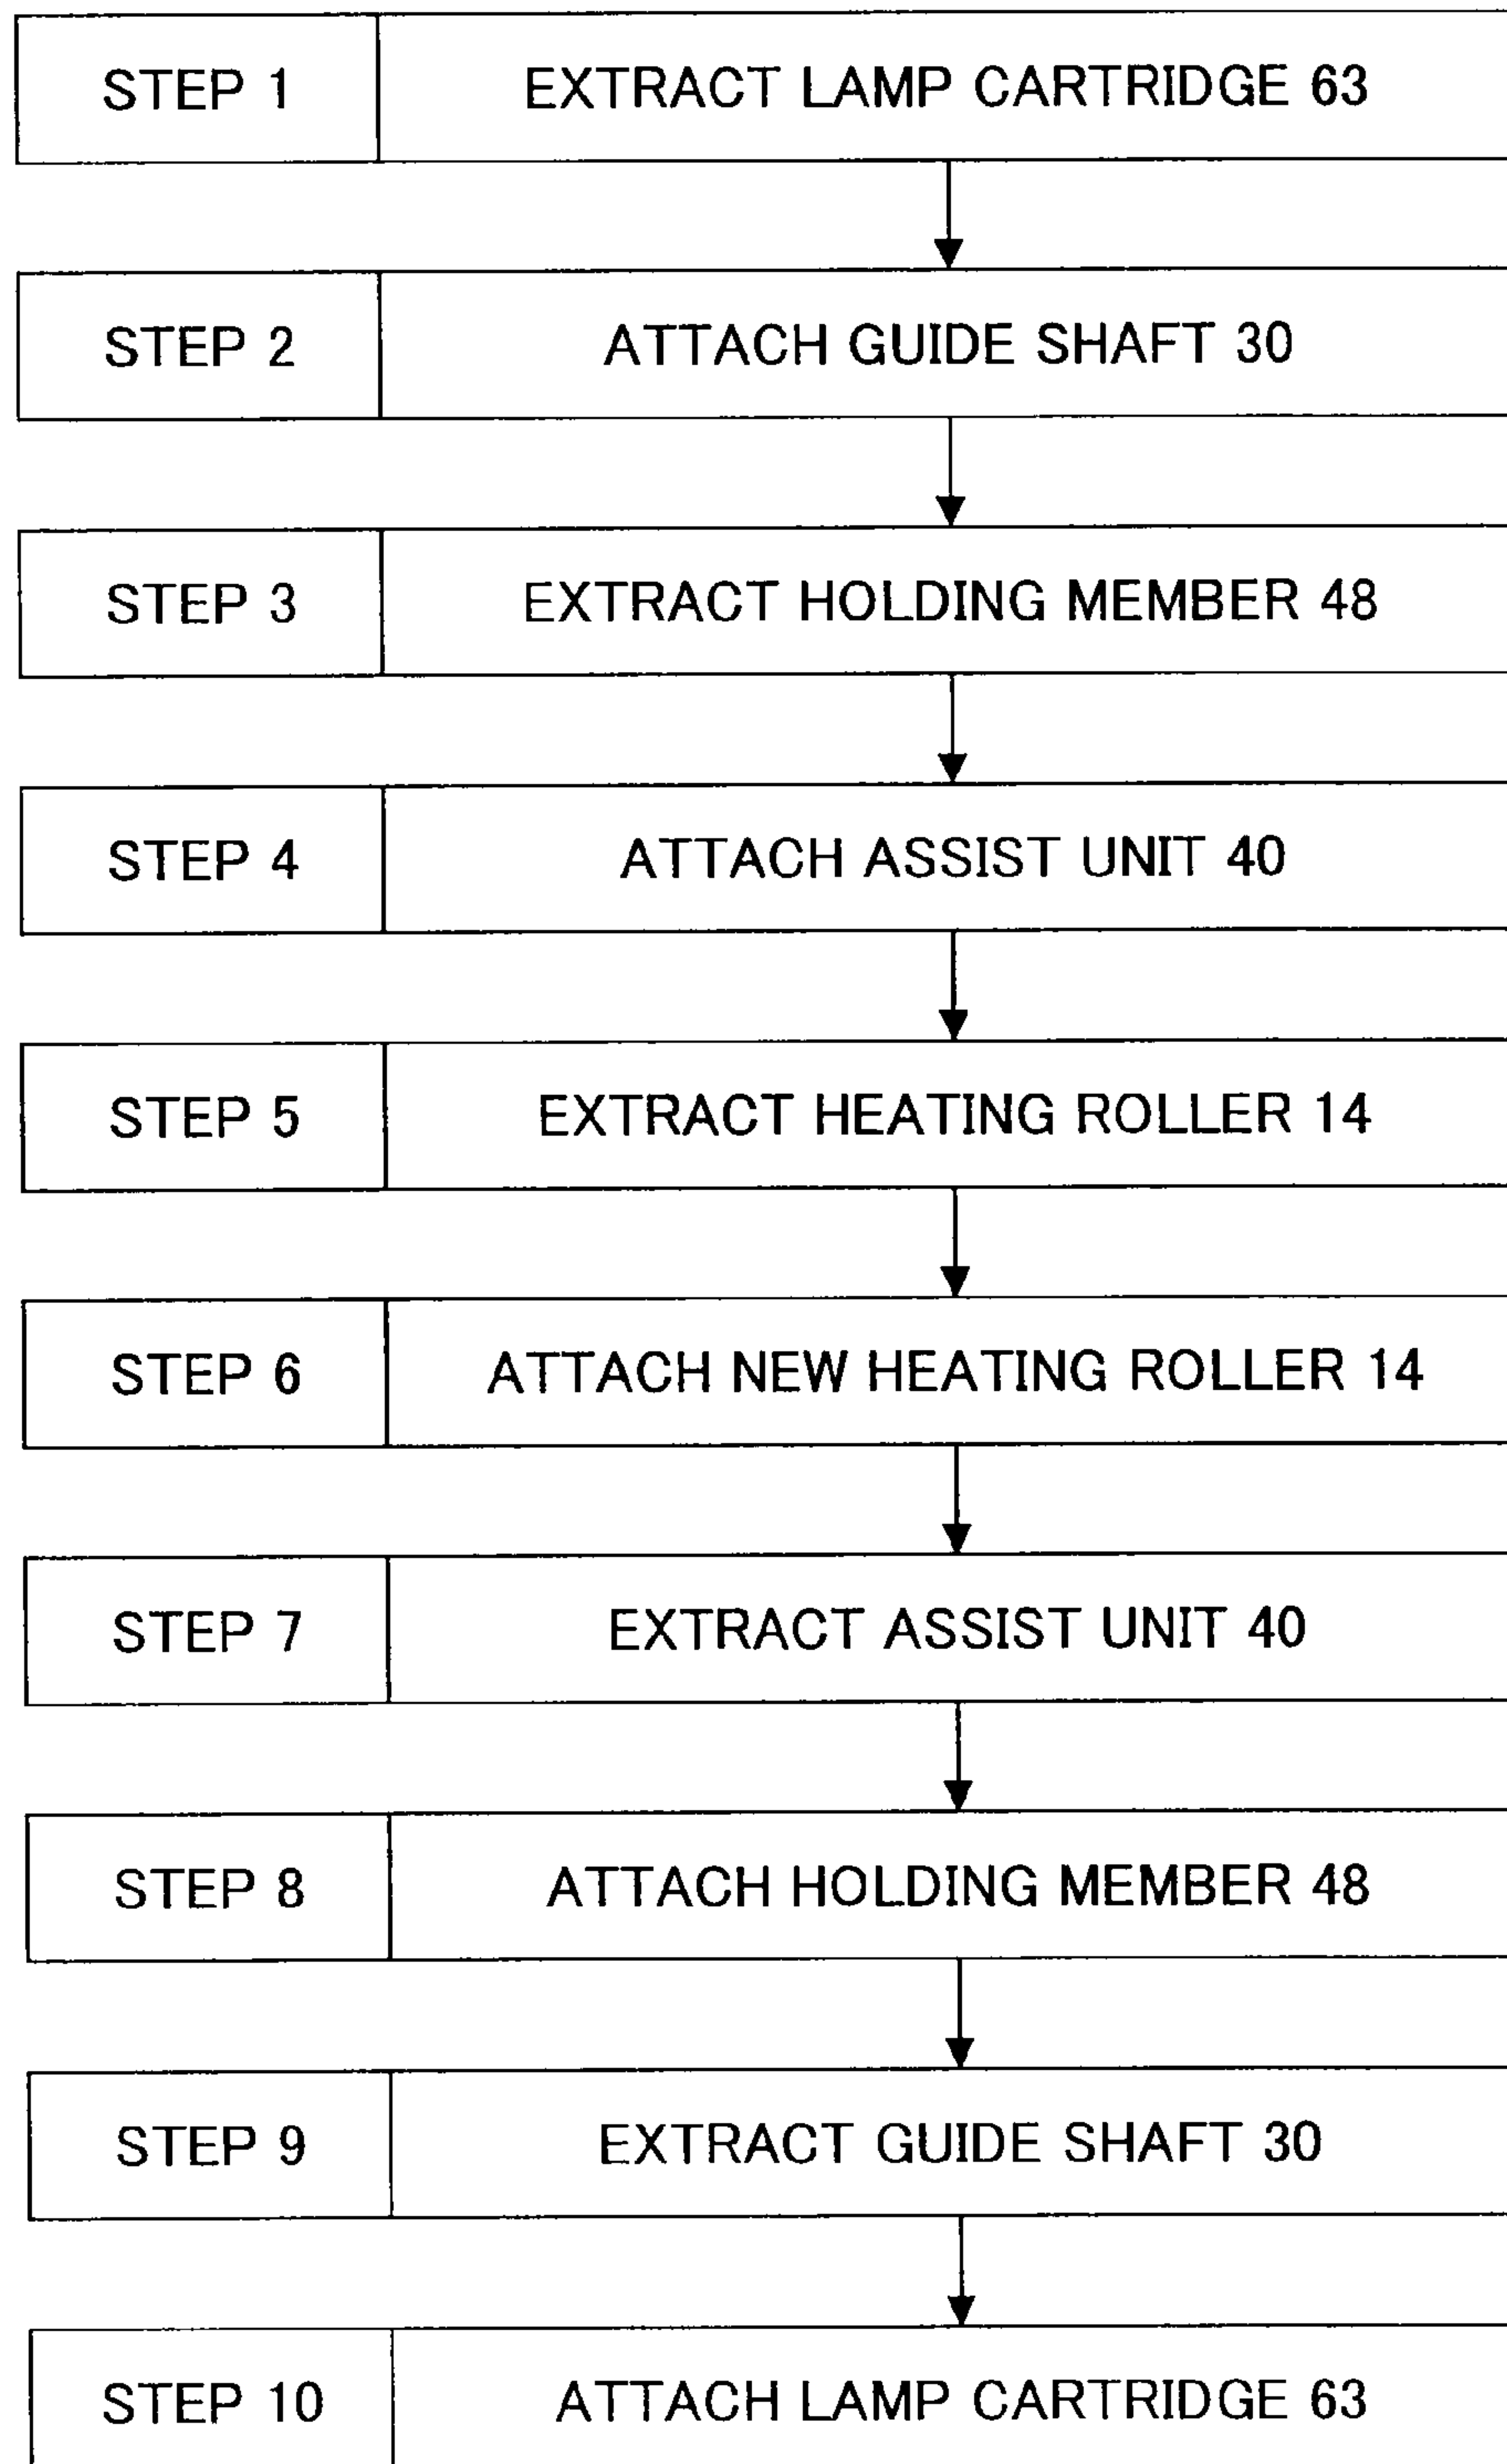 STEP 1 EXTRACT LAMP CARTRIDGE 63
STEP 2 ATTACH GUIDE SHAFT 30
STEP 3 EXTRACT HOLDING MEMBER 48
STEP 4 ATTACH ASSIST UNIT 40
STEP 5 EXTRACT HEATING ROLLER 14
STEP 6 ATTACH NEW HEATING ROLLER 14
STEP 7 EXTRACT ASSIST UNIT 40
STEP 8 ATTACH HOLDING MEMBER 48
STEP 9 EXTRACT GUIDE SHAFT 30
STEP 10 ATTACH LAMP CARTRIDGE 63